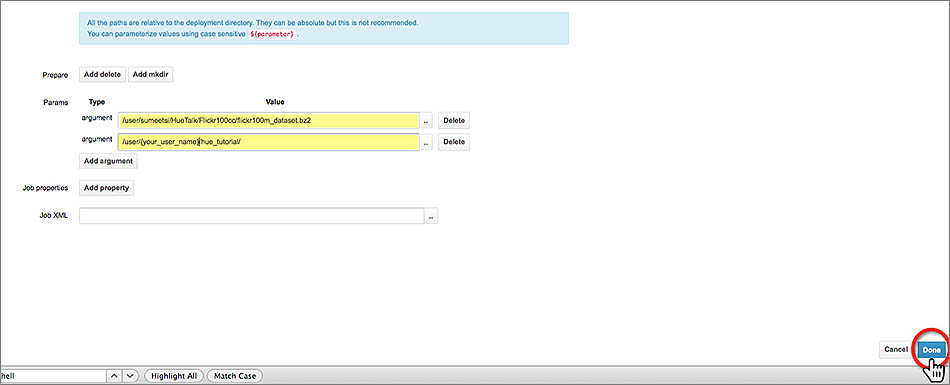 All the paths are relative to the deployment directory. They can be absolute but this is not recommended.
You can parameterize values using case sensitive ${parameter} .
Prepare Add delete Add mkdir
Params Type Value
argument /user/sumeetsi/HueTalk/Flickr100cc/flickr100m_dataset.bz2 .. Delete
argument /user/{your_user_name}/hue_tutorial/ .. Delete
Add argument
Job properties Add property
Job XML ..
Cancel Done
hell Highlight All Match Case